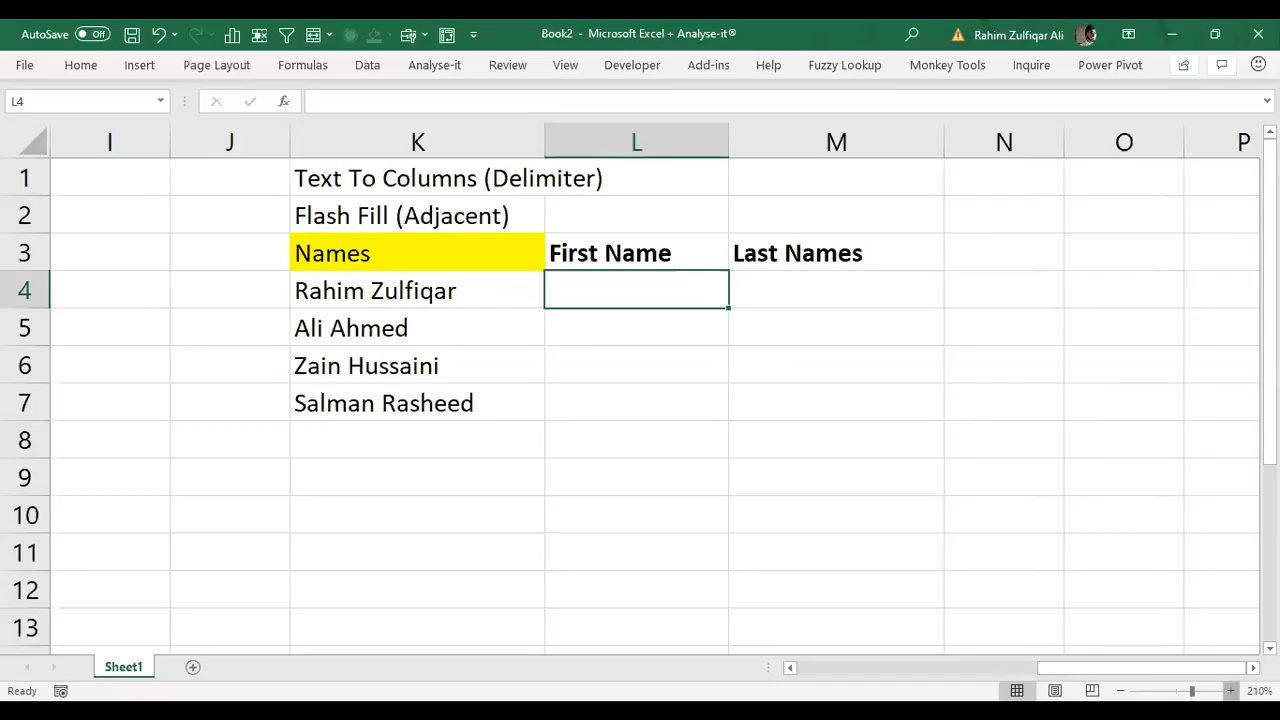 AutoSave Off Book2 - Microsoft Excel + Analyse-it® Rahim Zulfiqar Ali
File Home Insert Page Layout Formulas Data Analyse-it Review View Developer Add-ins Help Fuzzy Lookup Monkey Tools Inquire Power Pivot
L4 fx
I J K L M N O P
1 Text To Columns (Delimiter)
2 Flash Fill (Adjacent)
3 Names First Name Last Names
4 Rahim Zulfiqar
5 Ali Ahmed
6 Zain Hussaini
7 Salman Rasheed
8
9
10
11
12
13
Sheet1
Ready 210%